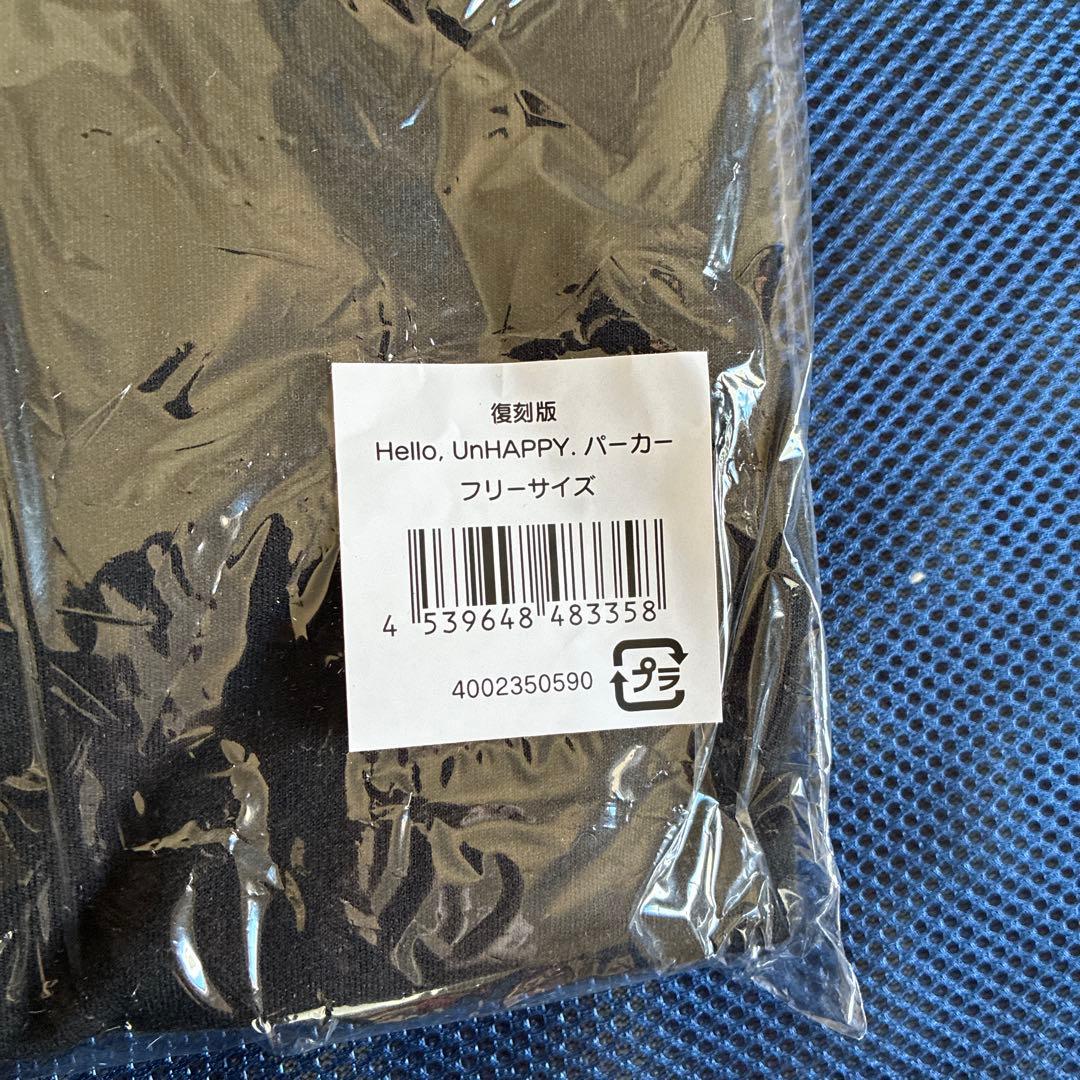 復刻版
Hello, UnHAPPY. パーカー
フリーサイズ
4 539648 483358
4002350590
プラ